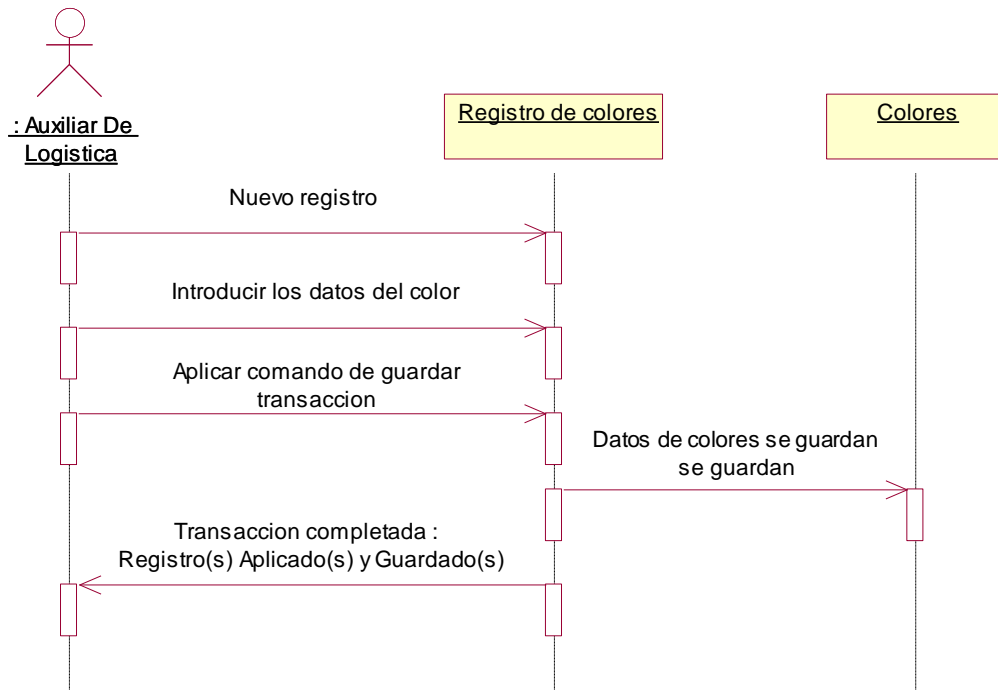 : Auxiliar De
Logistica
Registro de colores
Colores
Nuevo registro
Introducir los datos del color
Aplicar comando de guardar
transaccion
Datos de colores se guardan
se guardan
Transaccion completada :
Registro(s) Aplicado(s) y Guardado(s)